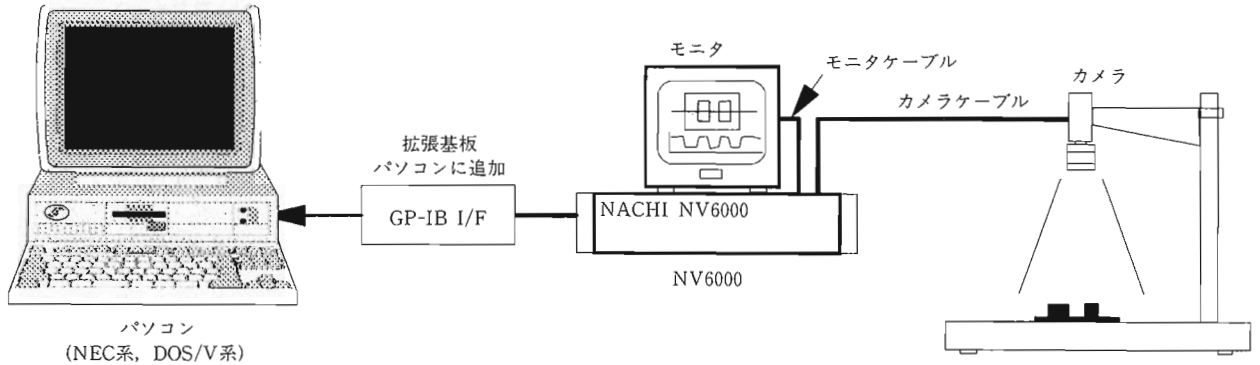 モニタ
モニタケーブル
カメラ
カメラケーブル
拡張基板
パソコンに追加
GP-IB I/F
NACHI NV6000
NV6000
パソコン
(NEC系, DOS/V系)